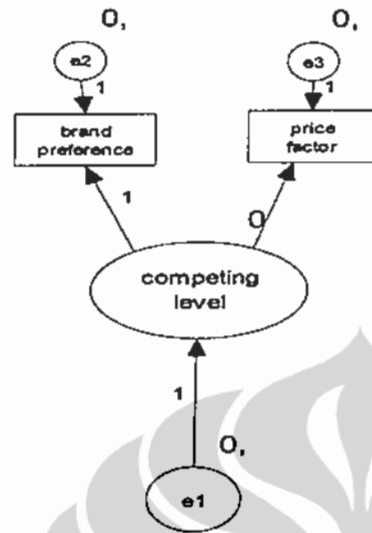 0,
0,
e2
e3
1
1
brand
preference
price
factor
1
0
competing
level
1
0,
e1